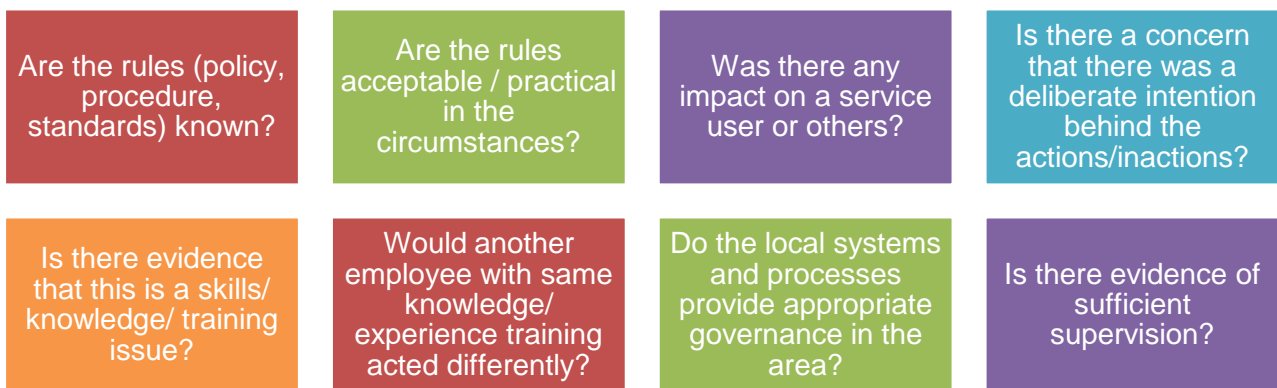 Are the rules (policy,
procedure,
standards) known?
Are the rules
acceptable / practical
in the
circumstances?
Was there any
impact on a service
user or others?
Is there a concern
that there was a
deliberate intention
behind the
actions/inactions?
Is there evidence
that this is a skills/
knowledge/ training
issue?
Would another
employee with same
knowledge/
experience training
acted differently?
Do the local systems
and processes
provide appropriate
governance in the
area?
Is there evidence of
sufficient
supervision?